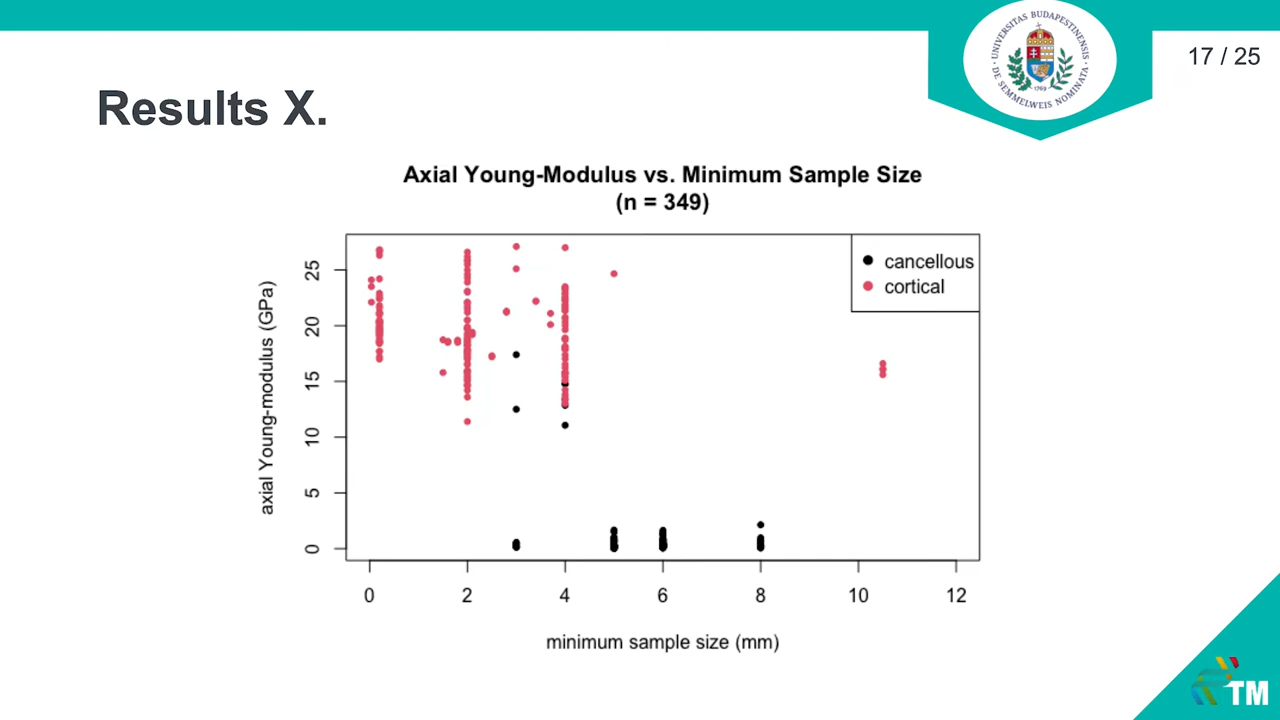 UNIVERSITAS BUDAPESTINENSIS
DE SEMMELWEIS NOMINATA
1769
17 / 25
Results X.
Axial Young-Modulus vs. Minimum Sample Size
(n = 349)
cancellous
cortical
axial Young-modulus (GPa)
25
20
15
10
5
0
0 2 4 6 8 10 12
minimum sample size (mm)
TM